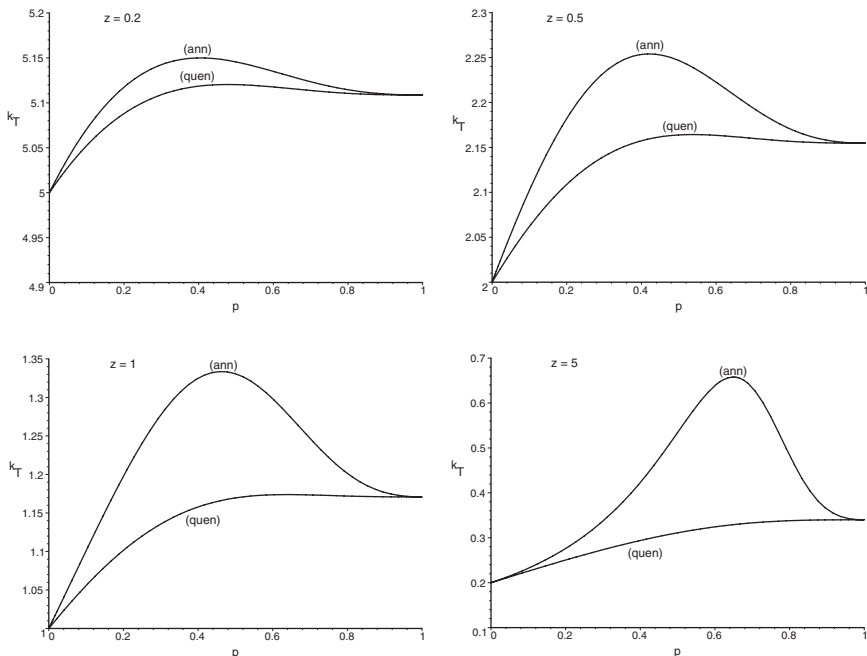 z = 0.2
5.2
5.15
5.1
k_T
5.05
5
4.95
4.9
(ann)
(quen)
0
0.2
0.4
0.6
0.8
1
p
z = 0.5
2.3
2.25
2.2
k_T
2.15
2.1
2.05
2
(ann)
(quen)
0
0.2
0.4
0.6
0.8
1
p
z = 1
1.35
1.3
1.25
1.2
k_T
1.15
1.1
1.05
1
(ann)
(quen)
0
0.2
0.4
0.6
0.8
1
p
z = 5
0.7
0.6
0.5
k_T
0.4
0.3
0.2
0.1
(ann)
(quen)
0
0.2
0.4
0.6
0.8
1
p